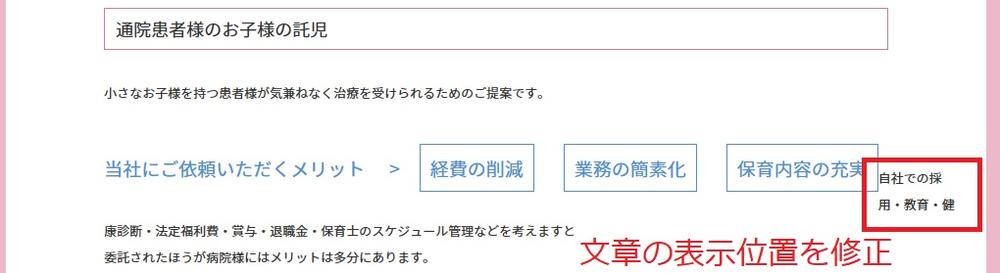 通院患者様のお子様の託児
小さなお子様を持つ患者様が気兼ねなく治療を受けられるためのご提案です。
当社にご依頼いただくメリット > 経費の削減 業務の簡素化 保育内容の充実
自社での採
用・教育・健
康診断・法定福利費・賞与・退職金・保育士のスケジュール管理などを考えますと
委託されたほうが病院様にはメリットは多分にあります。
文章の表示位置を修正